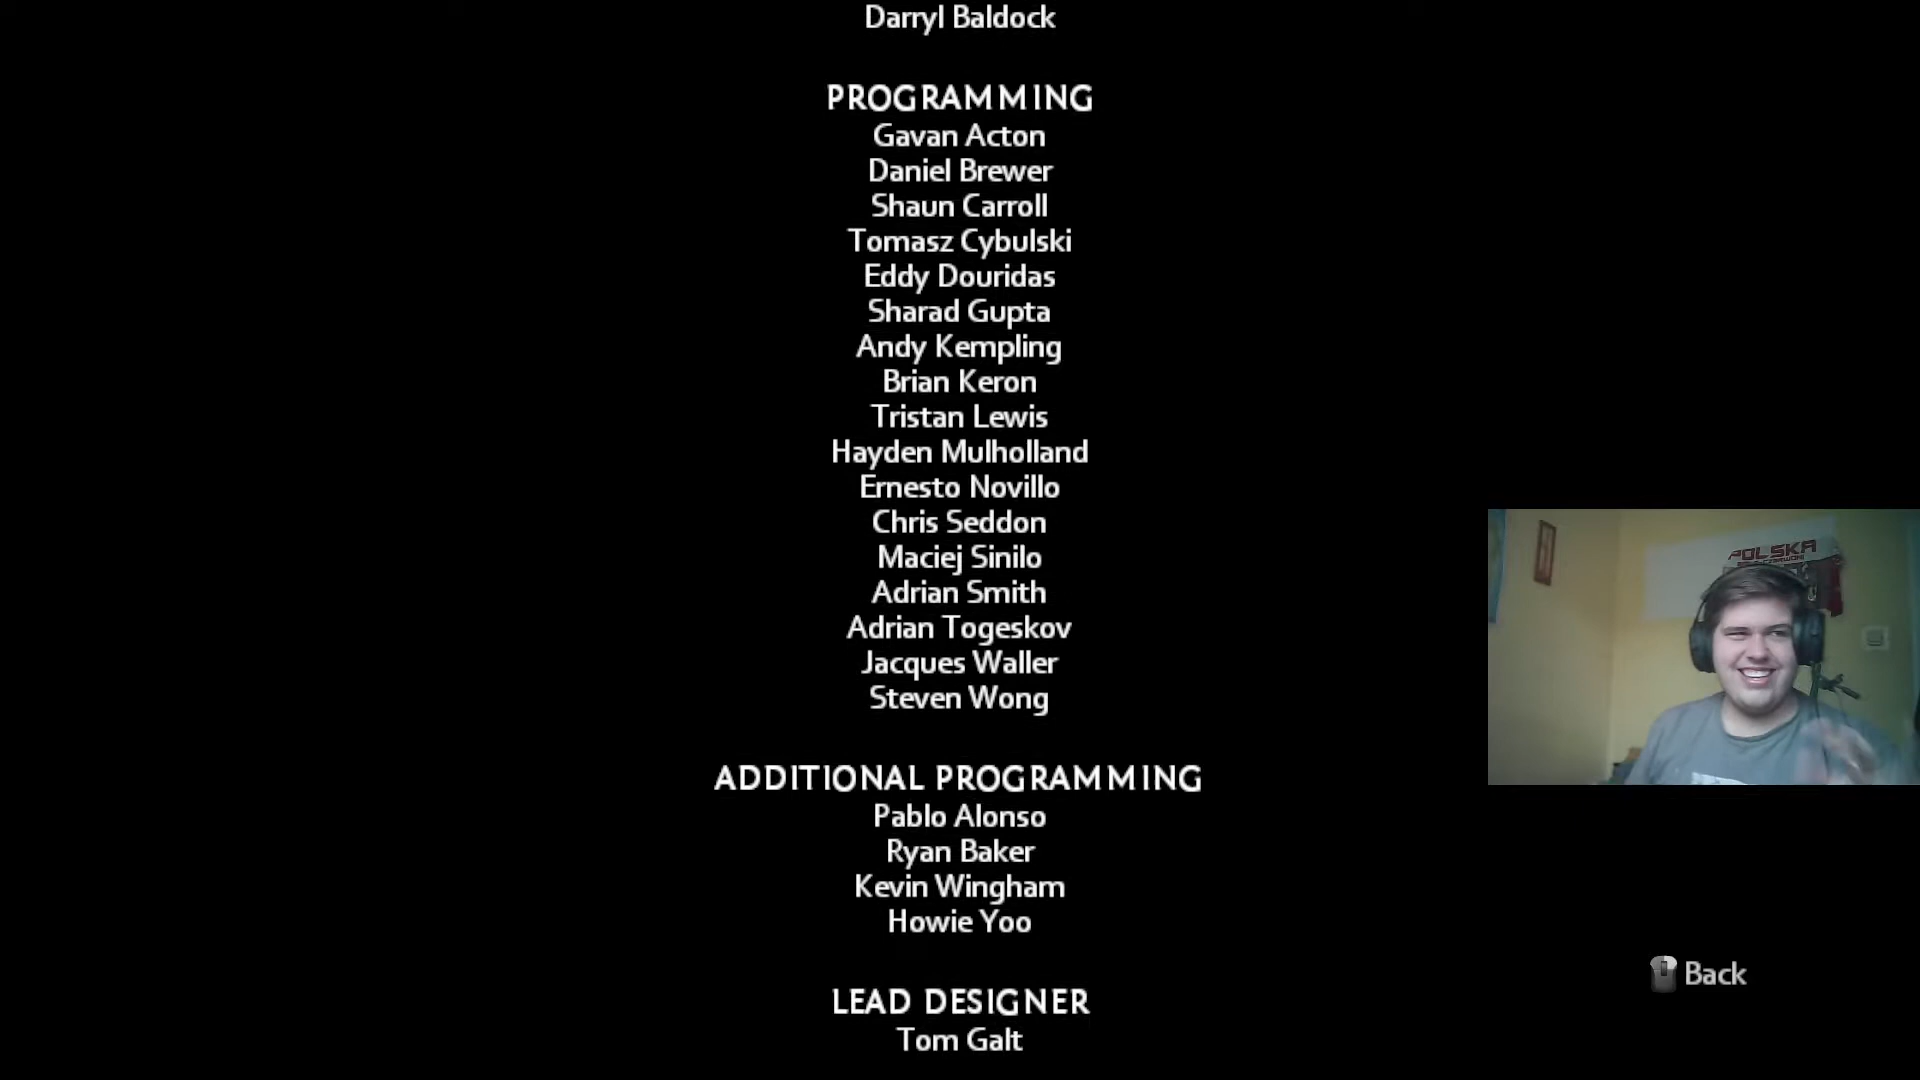 Darryl Baldock
PROGRAMMING
Gavan Acton
Daniel Brewer
Shaun Carroll
Tomasz Cybulski
Eddy Douridas
Sharad Gupta
Andy Kempling
Brian Keron
Tristan Lewis
Hayden Mulholland
Ernesto Novillo
Chris Seddon
Maciej Sinilo
Adrian Smith
Adrian Togeskov
Jacques Waller
Steven Wong
ADDITIONAL PROGRAMMING
Pablo Alonso
Ryan Baker
Kevin Wingham
Howie Yoo
LEAD DESIGNER
Tom Galt
POLSKA
Back